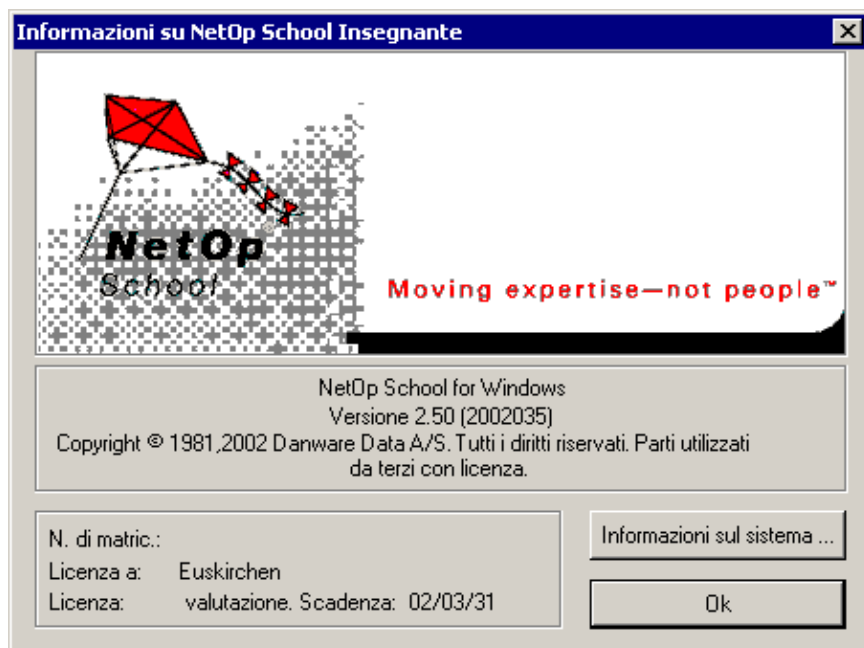 Informazioni su NetOp School Insegnante
NetOp®
School
Moving expertise—not people™
NetOp School for Windows
Versione 2.50 (2002035)
Copyright © 1981,2002 Danware Data A/S. Tutti i diritti riservati. Parti utilizzati
da terzi con licenza.
N. di matric.:
Licenza a: Euskirchen
Licenza: valutazione. Scadenza: 02/03/31
Informazioni sul sistema ...
Ok